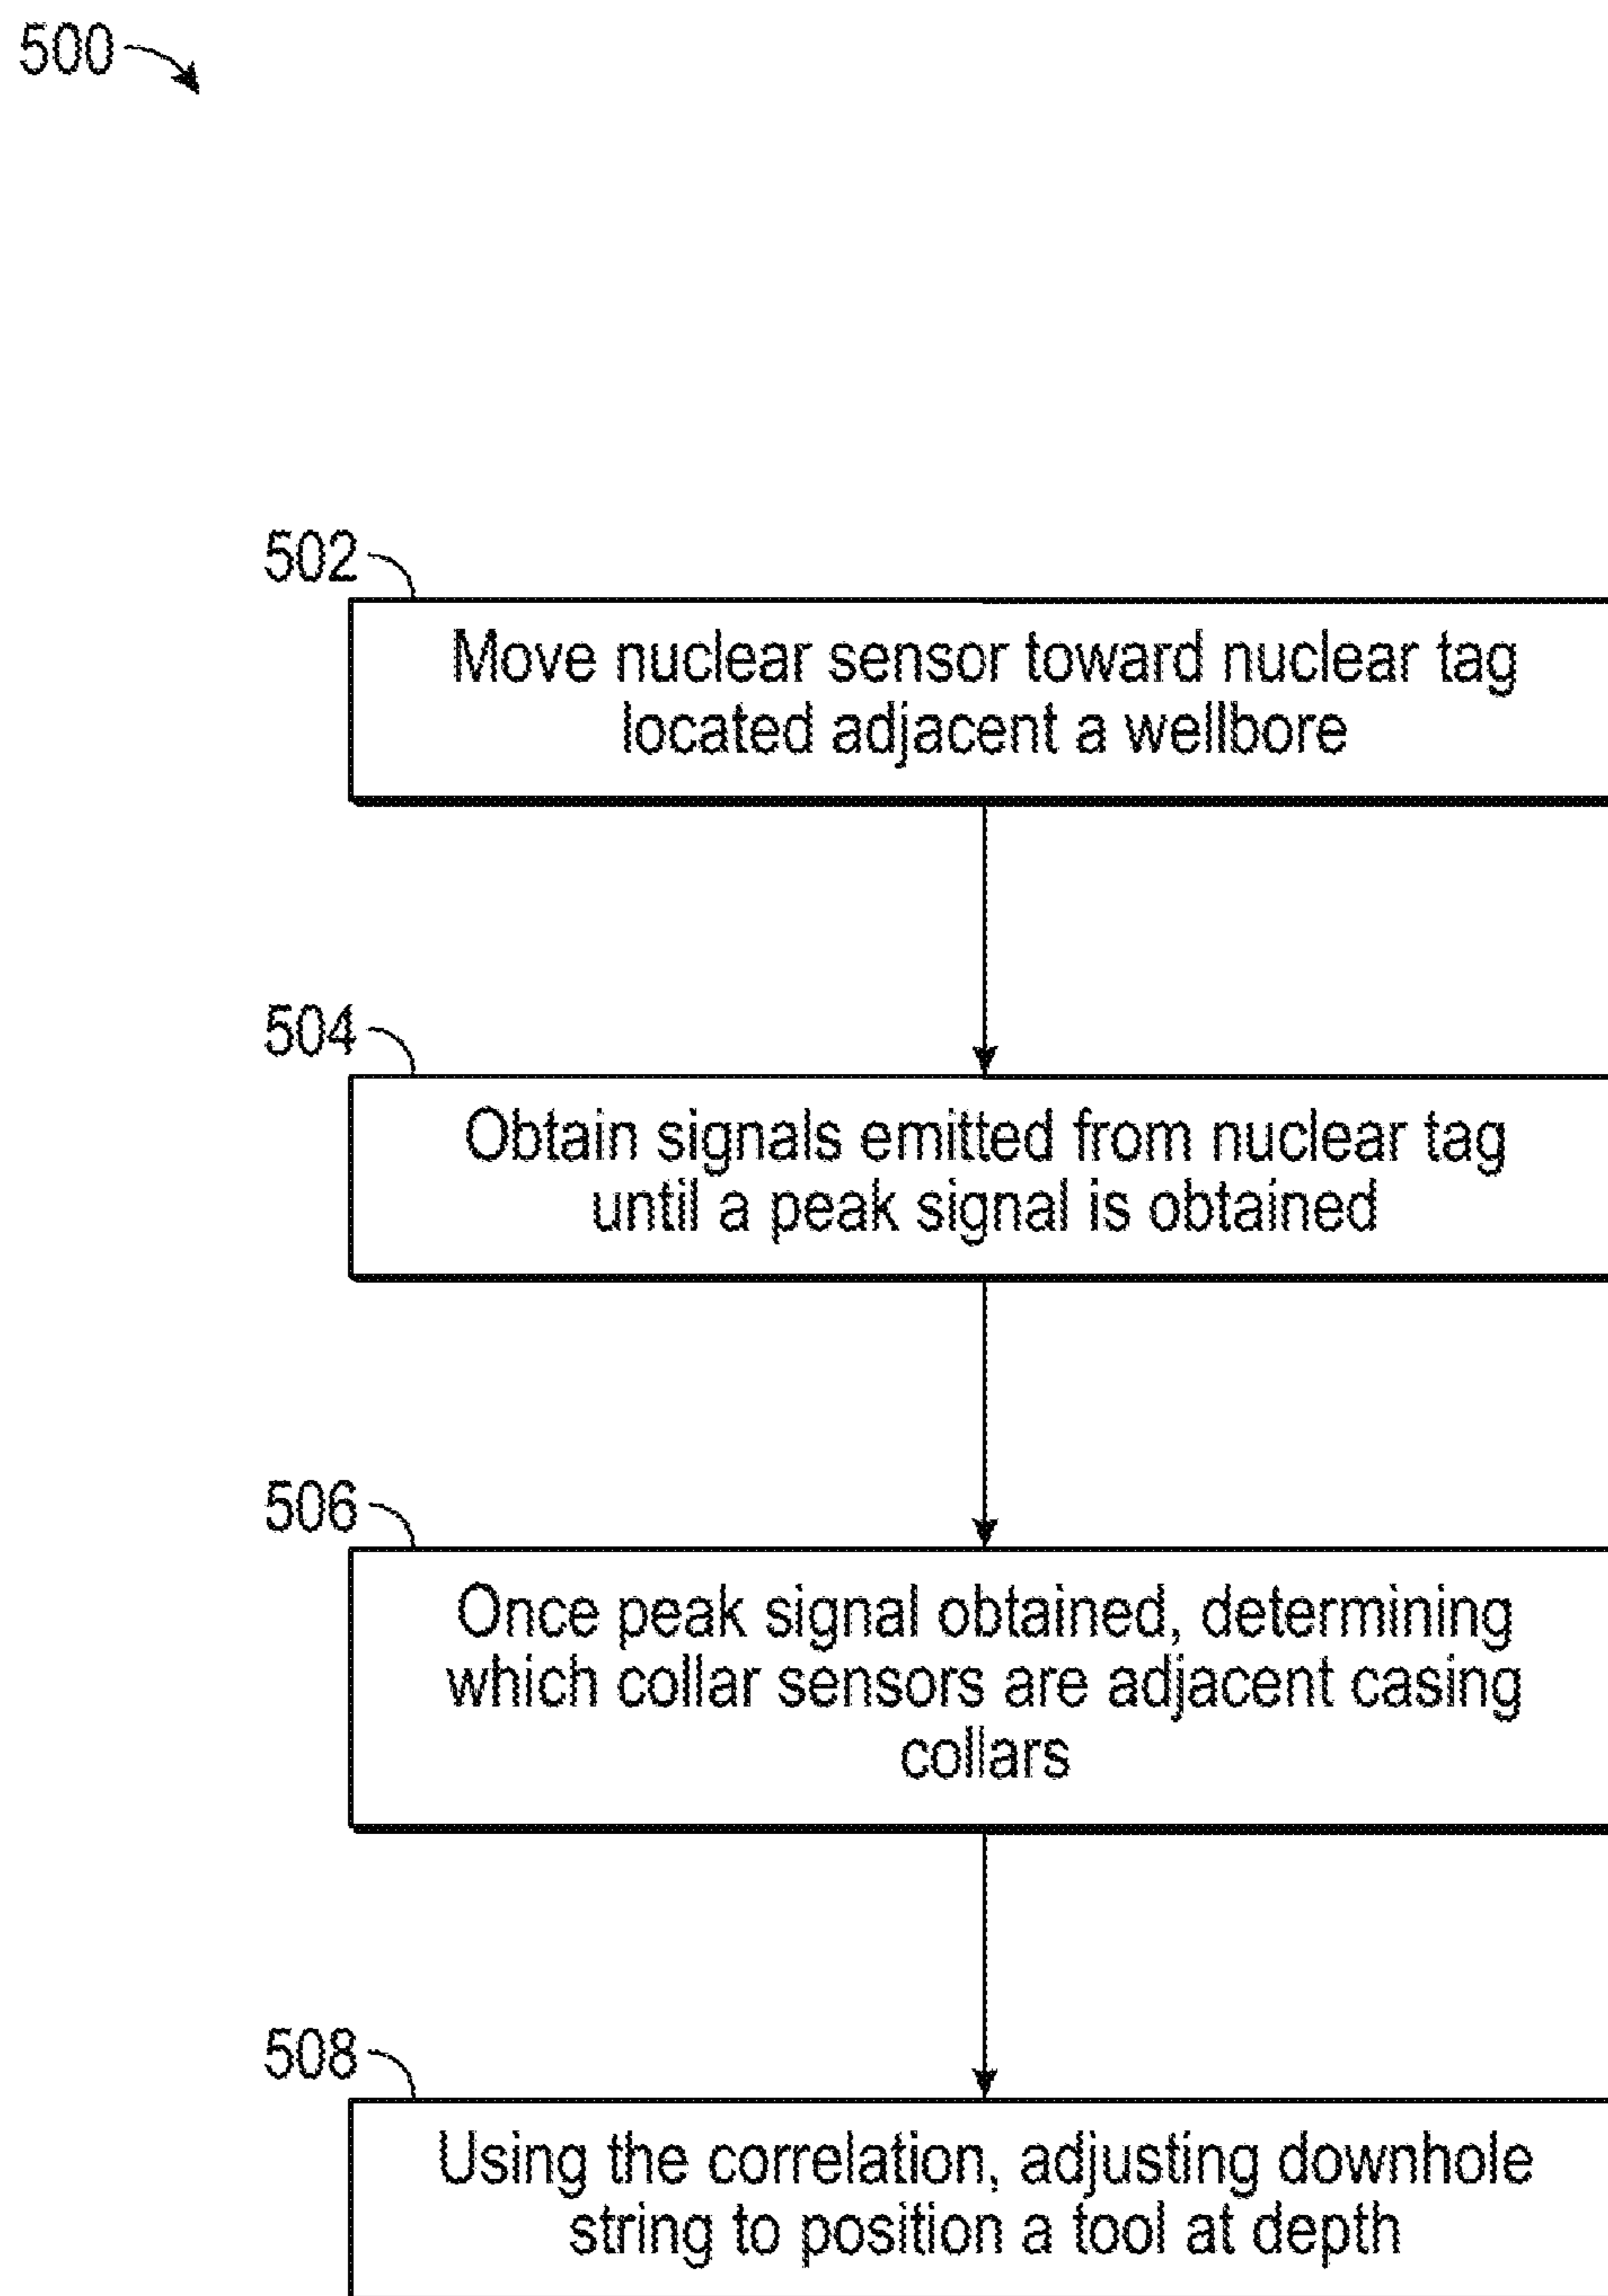 500
502
Move nuclear sensor toward nuclear tag
located adjacent a wellbore
504
Obtain signals emitted from nuclear tag
until a peak signal is obtained
506
Once peak signal obtained, determining
which collar sensors are adjacent casing
collars
508
Using the correlation, adjusting downhole
string to position a tool at depth